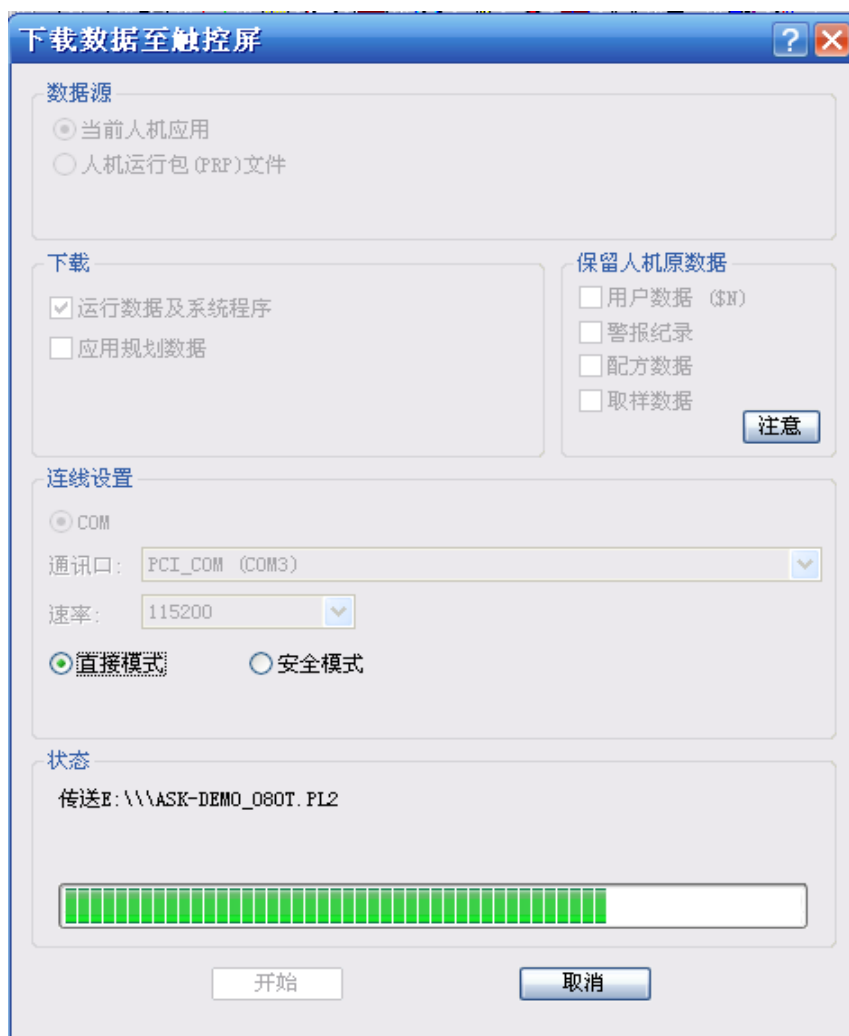 下载数据至触控屏
数据源
当前人机应用
人机运行包(PRP)文件
下载
运行数据及系统程序
应用规划数据
保留人机原数据
用户数据 ($N)
警报纪录
配方数据
取样数据
注意
连线设置
COM
通讯口: PCI_COM (COM3)
速率: 115200
直接模式 安全模式
状态
传送E:\\\ASK-DEMO_080T.PL2
开始 取消